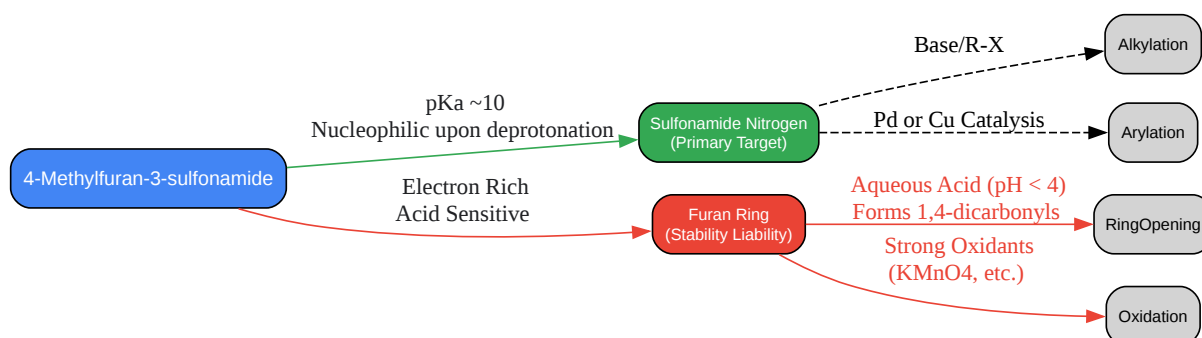 4-Methylfuran-3-sulfonamide
pKa ~10
Nucleophilic upon deprotonation
Electron Rich
Acid Sensitive
Sulfonamide Nitrogen
(Primary Target)
Furan Ring
(Stability Liability)
Base/R-X
Pd or Cu Catalysis
Aqueous Acid (pH < 4)
Forms 1,4-dicarbonyls
Strong Oxidants
(KMnO4, etc.)
Alkylation
Arylation
RingOpening
Oxidation